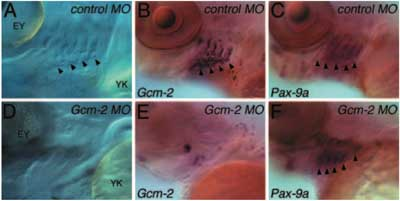 A control MO
EY
YK
B control MO
Gcm-2
C control MO
Pax-9a
D Gcm-2 MO
EY
YK
E Gcm-2 MO
Gcm-2
F Gcm-2 MO
Pax-9a